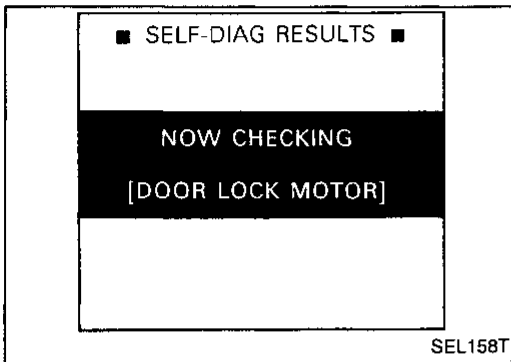 ■ SELF-DIAG RESULTS ■
NOW CHECKING
[DOOR LOCK MOTOR]
SEL158T